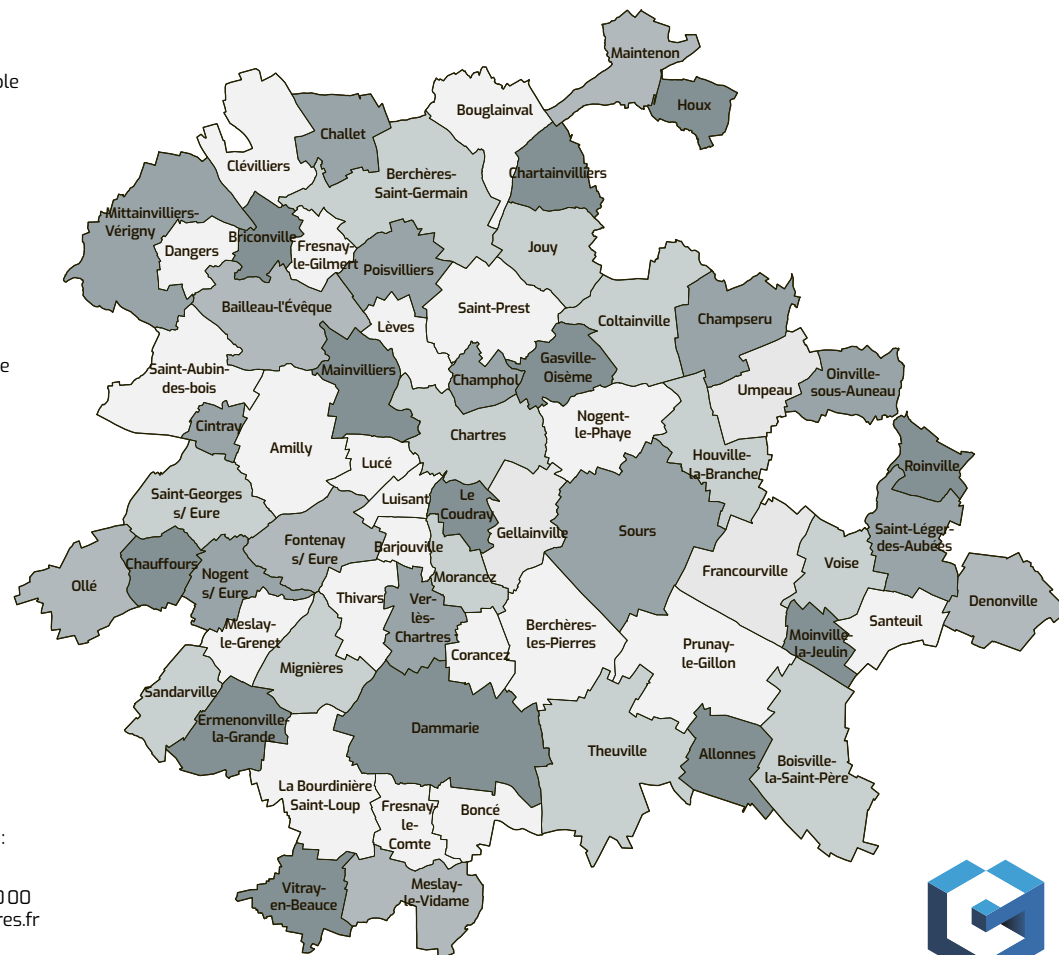 ole
e
:
000
res.fr
Maintenon
Houx
Bouglainval
Challet
Clévilliers
Chartainvilliers
Berchères-
Saint-Germain
Mittainvilliers-
Vérigny
Dangers
Briconville
Fresnay-
le-Gilmert
Jouy
Poisvilliers
Bailleau-l'Évêque
Saint-Prest
Lèves
Coltainville
Champseru
Saint-Aubin-
des-bois
Mainvilliers
Champhol
Gasville-
Oisème
Umpeau
Oinville-
sous-Auneau
Cintray
Amilly
Chartres
Nogent-
le-Phaye
Lucé
Houville-
la-Branche
Roinville
Saint-Georges
s/ Eure
Luisant
Le
Coudray
Gellainville
Sours
Saint-Léger-
des-Aubées
Fontenay
s/ Eure
Barjouville
Chauffours
Ollé
Nogent
s/ Eure
Morancez
Francourville
Voise
Denonville
Thivars
Ver-
lès-
Chartres
Santeuil
Meslay-
le-Grenet
Berchères-
les-Pierres
Moinville-
la-Jeulin
Corancez
Prunay-
le-Gillon
Mignières
Sandarville
Ermenonville-
la-Grande
Dammarie
Theuville
Allonnes
Boisville-
la-Saint-Père
La Bourdinière
Saint-Loup
Fresnay-
le-
Comte
Boncé
Vitray-
en-Beauce
Meslay-
le-Vidame